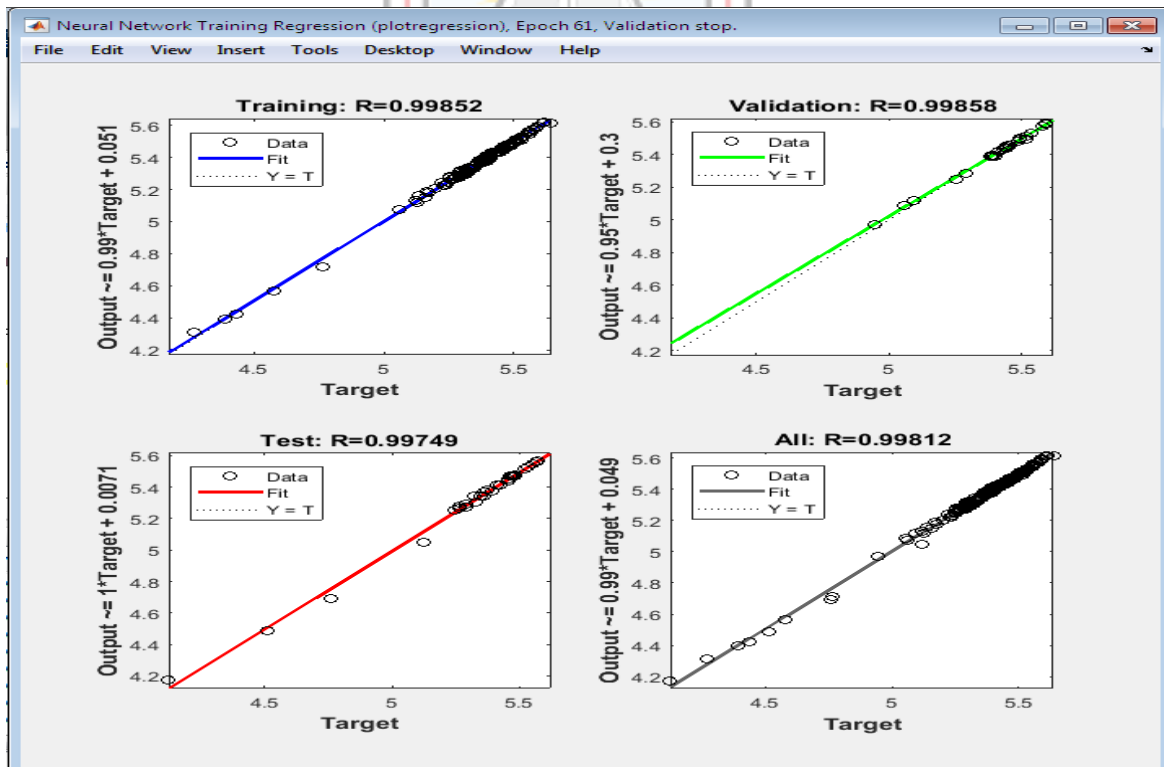 Neural Network Training Regression (plotregression), Epoch 61, Validation stop.
File Edit View Insert Tools Desktop Window Help
Training: R=0.99852
Output ~= 0.99*Target + 0.051
Data
Fit
Y = T
5.6
5.4
5.2
5
4.8
4.6
4.4
4.2
4.5 5 5.5
Target
Validation: R=0.99858
Output ~= 0.95*Target + 0.3
Data
Fit
Y = T
5.6
5.4
5.2
5
4.8
4.6
4.4
4.2
4.5 5 5.5
Target
Test: R=0.99749
Output ~= 1*Target + 0.0071
Data
Fit
Y = T
5.6
5.4
5.2
5
4.8
4.6
4.4
4.2
4.5 5 5.5
Target
All: R=0.99812
Output ~= 0.99*Target + 0.049
Data
Fit
Y = T
5.6
5.4
5.2
5
4.8
4.6
4.4
4.2
4.5 5 5.5
Target